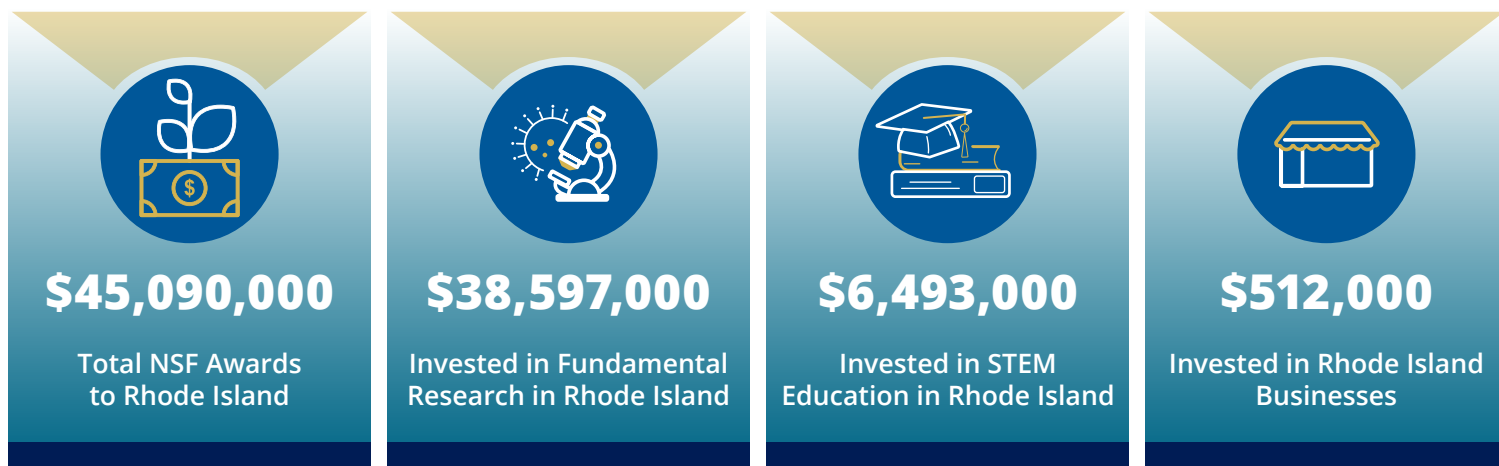 $
$45,090,000
Total NSF Awards
to Rhode Island
$38,597,000
Invested in Fundamental
Research in Rhode Island
$6,493,000
Invested in STEM
Education in Rhode Island
$512,000
Invested in Rhode Island
Businesses